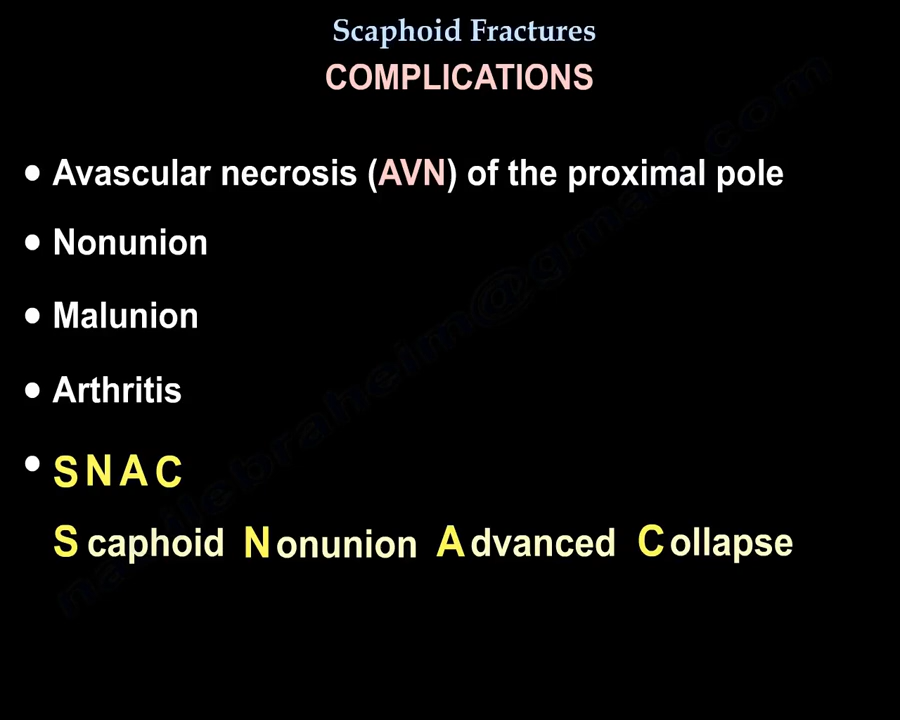 Scaphoid Fractures
COMPLICATIONS
• Avascular necrosis (AVN) of the proximal pole
• Nonunion
• Malunion
• Arthritis
• SNAC
Scaphoid Nonunion Advanced Collapse